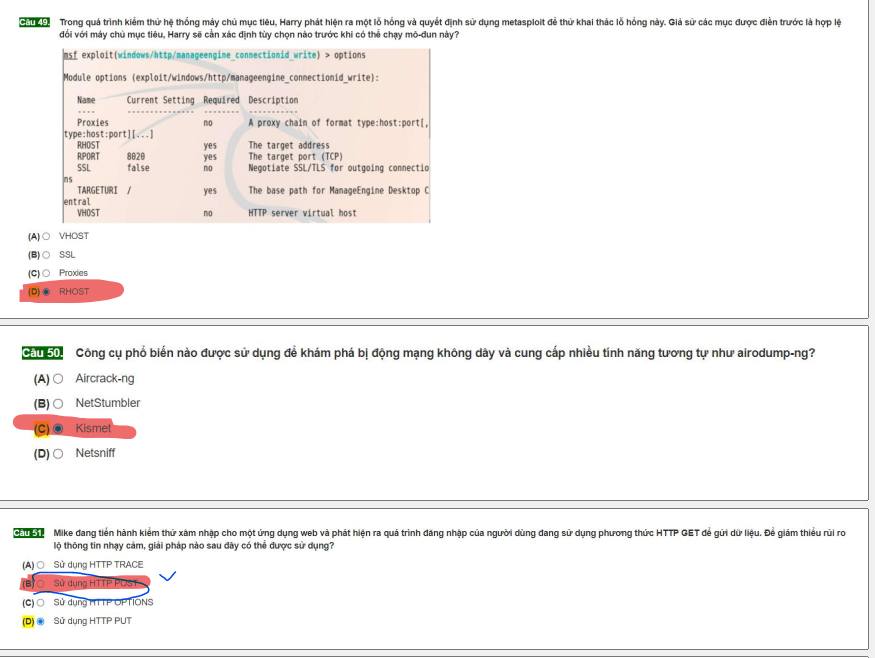 Câu 49. Trong quá trình kiểm thử hệ thống máy chủ mục tiêu, Harry phát hiện ra một lỗ hổng và quyết định sử dụng metasploit để thử khai thác lỗ hổng này. Giả sử các mục được điền trước là hợp lệ
đối với máy chủ mục tiêu, Harry sẽ cần xác định tùy chọn nào trước khi có thể chạy mô-đun này?
msf exploit(windows/http/manageengine_connectionid_write) > options
Module options (exploit/windows/http/manageengine_connectionid_write):
Name Current Setting Required Description
---- --------------- -------- -----------
Proxies no A proxy chain of format type:host:port[,
type:host:port][...]
RHOST yes The target address
RPORT 8020 yes The target port (TCP)
SSL false no Negotiate SSL/TLS for outgoing connectio
ns
TARGETURI / yes The base path for ManageEngine Desktop C
entral
VHOST no HTTP server virtual host
(A) VHOST
(B) SSL
(C) Proxies
(D) RHOST
Câu 50. Công cụ phổ biến nào được sử dụng để khám phá bị động mạng không dây và cung cấp nhiều tính năng tương tự như airodump-ng?
(A) Aircrack-ng
(B) NetStumbler
(C) Kismet
(D) Netsniff
Câu 51. Mike đang tiến hành kiểm thử xâm nhập cho một ứng dụng web và phát hiện ra quá trình đăng nhập của người dùng đang sử dụng phương thức HTTP GET để gửi dữ liệu. Để giảm thiểu rủi ro
lộ thông tin nhạy cảm, giải pháp nào sau đây có thể được sử dụng?
(A) Sử dụng HTTP TRACE
(B) Sử dụng HTTP POST
(C) Sử dụng HTTP OPTIONS
(D) Sử dụng HTTP PUT